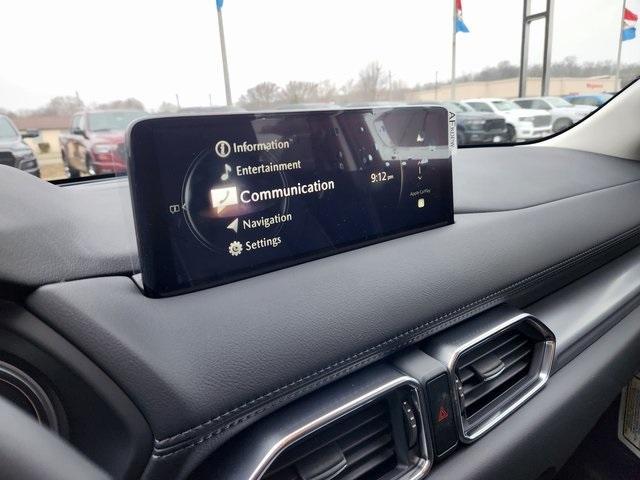 Information
Entertainment
Communication
Navigation
Settings
9:12 pm
Apple CarPlay